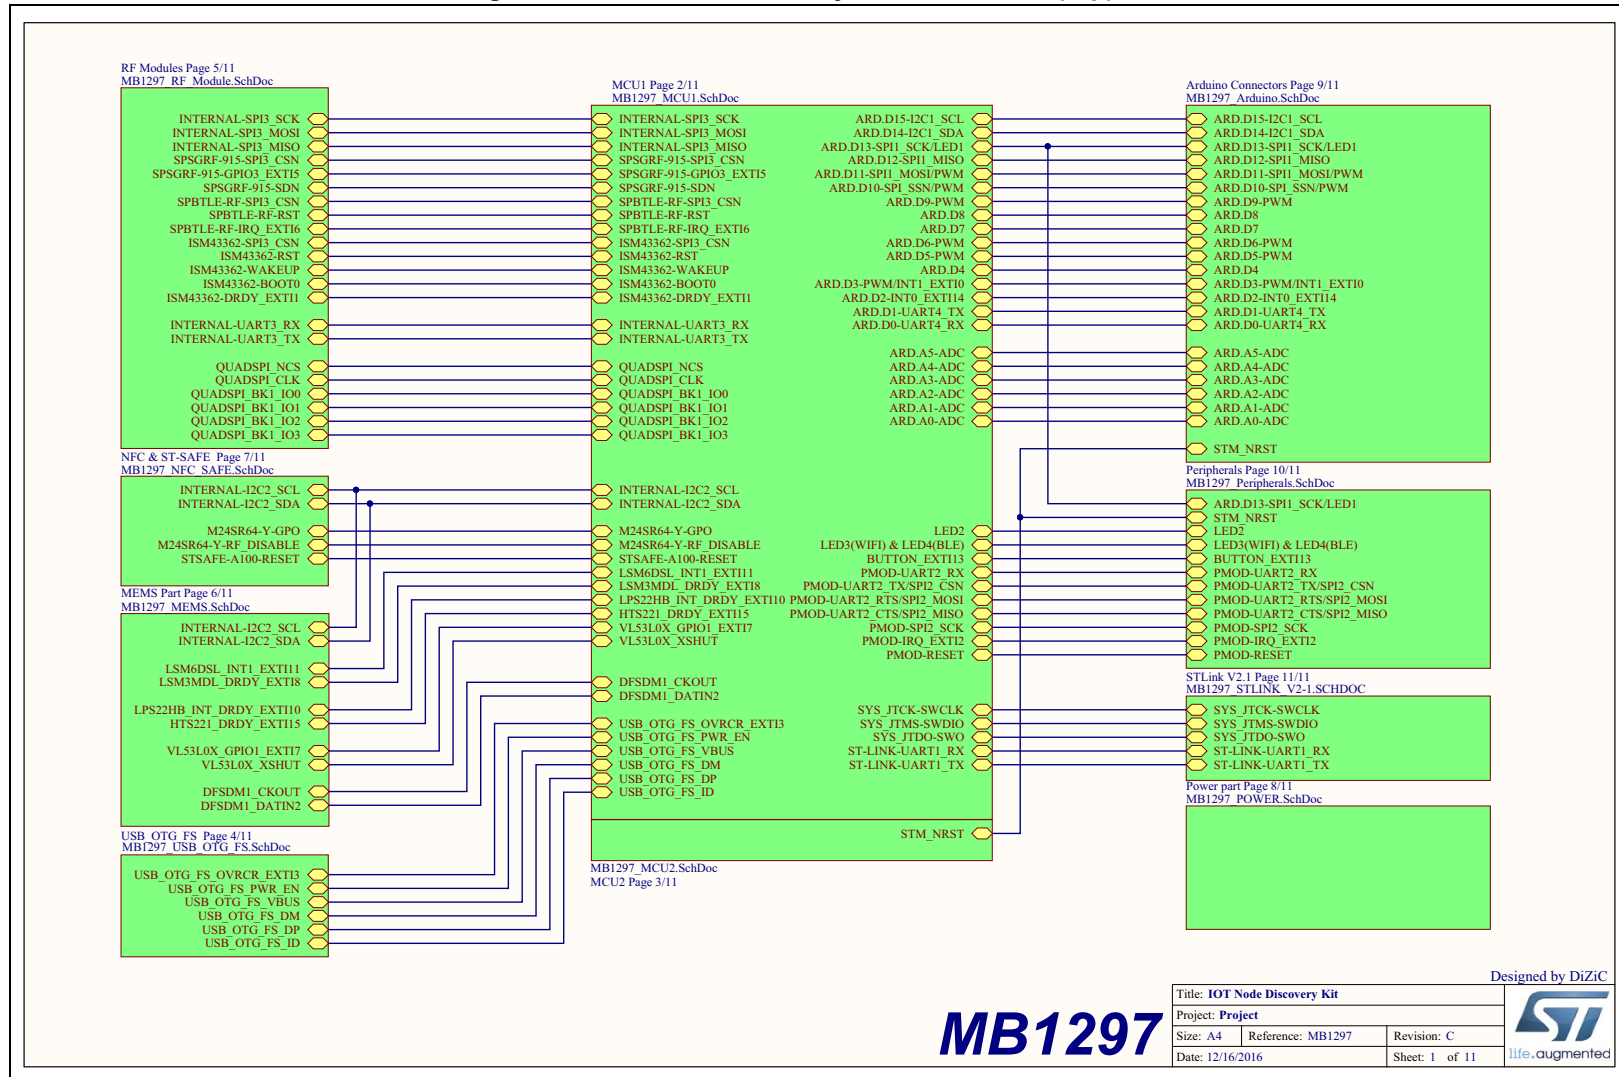 RF Modules Page 5/11
MB1297_RF_Module.SchDoc
INTERNAL-SPI3_SCK
INTERNAL-SPI3_MOSI
INTERNAL-SPI3_MISO
SPSGRF-915-SPI3_CSN
SPSGRF-915-GPIO3_EXTI5
SPSGRF-915-SDN
SPBTLE-RF-SPI3_CSN
SPBTLE-RF-RST
SPBTLE-RF-IRQ_EXTI6
ISM43362-SPI3_CSN
ISM43362-RST
ISM43362-WAKEUP
ISM43362-BOOT0
ISM43362-DRDY_EXTI1
INTERNAL-UART3_RX
INTERNAL-UART3_TX
QUADSPI_NCS
QUADSPI_CLK
QUADSPI_BK1_IO0
QUADSPI_BK1_IO1
QUADSPI_BK1_IO2
QUADSPI_BK1_IO3
NFC & ST-SAFE Page 7/11
MB1297_NFC_SAFE.SchDoc
INTERNAL-I2C2_SCL
INTERNAL-I2C2_SDA
M24SR64-Y-GPO
M24SR64-Y-RF_DISABLE
STSAFE-A100-RESET
MEMS Part Page 6/11
MB1297_MEMS.SchDoc
INTERNAL-I2C2_SCL
INTERNAL-I2C2_SDA
LSM6DSL_INT1_EXTI11
LSM3MDL_DRDY_EXTI8
LPS22HB_INT_DRDY_EXTI10
HTS221_DRDY_EXTI15
VL53L0X_GPIO1_EXTI7
VL53L0X_XSHUT
DFSDM1_CKOUT
DFSDM1_DATIN2
USB_OTG_FS Page 4/11
MB1297_USB_OTG_FS.SchDoc
USB_OTG_FS_OVRCR_EXTI3
USB_OTG_FS_PWR_EN
USB_OTG_FS_VBUS
USB_OTG_FS_DM
USB_OTG_FS_DP
USB_OTG_FS_ID
MCU1 Page 2/11
MB1297_MCU1.SchDoc
INTERNAL-SPI3_SCK
INTERNAL-SPI3_MOSI
INTERNAL-SPI3_MISO
SPSGRF-915-SPI3_CSN
SPSGRF-915-GPIO3_EXTI5
SPSGRF-915-SDN
SPBTLE-RF-SPI3_CSN
SPBTLE-RF-RST
SPBTLE-RF-IRQ_EXTI6
ISM43362-SPI3_CSN
ISM43362-RST
ISM43362-WAKEUP
ISM43362-BOOT0
ISM43362-DRDY_EXTI1
INTERNAL-UART3_RX
INTERNAL-UART3_TX
QUADSPI_NCS
QUADSPI_CLK
QUADSPI_BK1_IO0
QUADSPI_BK1_IO1
QUADSPI_BK1_IO2
QUADSPI_BK1_IO3
INTERNAL-I2C2_SCL
INTERNAL-I2C2_SDA
M24SR64-Y-GPO
M24SR64-Y-RF_DISABLE
STSAFE-A100-RESET
LSM6DSL_INT1_EXTI11
LSM3MDL_DRDY_EXTI8
LPS22HB_INT_DRDY_EXTI10
HTS221_DRDY_EXTI15
VL53L0X_GPIO1_EXTI7
VL53L0X_XSHUT
DFSDM1_CKOUT
DFSDM1_DATIN2
USB_OTG_FS_OVRCR_EXTI3
USB_OTG_FS_PWR_EN
USB_OTG_FS_VBUS
USB_OTG_FS_DM
USB_OTG_FS_DP
USB_OTG_FS_ID
ARD.D15-I2C1_SCL
ARD.D14-I2C1_SDA
ARD.D13-SPI1_SCK/LED1
ARD.D12-SPI1_MISO
ARD.D11-SPI1_MOSI/PWM
ARD.D10-SPI_SSN/PWM
ARD.D9-PWM
ARD.D8
ARD.D7
ARD.D6-PWM
ARD.D5-PWM
ARD.D4
ARD.D3-PWM/INT1_EXTI0
ARD.D2-INT0_EXTI14
ARD.D1-UART4_TX
ARD.D0-UART4_RX
ARD.A5-ADC
ARD.A4-ADC
ARD.A3-ADC
ARD.A2-ADC
ARD.A1-ADC
ARD.A0-ADC
LED2
LED3(WIFI) & LED4(BLE)
BUTTON_EXTI13
PMOD-UART2_RX
PMOD-UART2_TX/SPI2_CSN
PMOD-UART2_RTS/SPI2_MOSI
PMOD-UART2_CTS/SPI2_MISO
PMOD-SPI2_SCK
PMOD-IRQ_EXTI2
PMOD-RESET
SYS_JTCK-SWCLK
SYS_JTMS-SWDIO
SYS_JTDO-SWO
ST-LINK-UART1_RX
ST-LINK-UART1_TX
STM_NRST
MB1297_MCU2.SchDoc
MCU2 Page 3/11
Arduino Connectors Page 9/11
MB1297_Arduino.SchDoc
ARD.D15-I2C1_SCL
ARD.D14-I2C1_SDA
ARD.D13-SPI1_SCK/LED1
ARD.D12-SPI1_MISO
ARD.D11-SPI1_MOSI/PWM
ARD.D10-SPI_SSN/PWM
ARD.D9-PWM
ARD.D8
ARD.D7
ARD.D6-PWM
ARD.D5-PWM
ARD.D4
ARD.D3-PWM/INT1_EXTI0
ARD.D2-INT0_EXTI14
ARD.D1-UART4_TX
ARD.D0-UART4_RX
ARD.A5-ADC
ARD.A4-ADC
ARD.A3-ADC
ARD.A2-ADC
ARD.A1-ADC
ARD.A0-ADC
STM_NRST
Peripherals Page 10/11
MB1297_Peripherals.SchDoc
ARD.D13-SPI1_SCK/LED1
STM_NRST
LED2
LED3(WIFI) & LED4(BLE)
BUTTON_EXTI13
PMOD-UART2_RX
PMOD-UART2_TX/SPI2_CSN
PMOD-UART2_RTS/SPI2_MOSI
PMOD-UART2_CTS/SPI2_MISO
PMOD-SPI2_SCK
PMOD-IRQ_EXTI2
PMOD-RESET
STLink V2.1 Page 11/11
MB1297_STLINK_V2-1.SCHDOC
SYS_JTCK-SWCLK
SYS_JTMS-SWDIO
SYS_JTDO-SWO
ST-LINK-UART1_RX
ST-LINK-UART1_TX
Power part Page 8/11
MB1297_POWER.SchDoc
Designed by DiZiC
MB1297
Title: IOT Node Discovery Kit
Project: Project
Size: A4 Reference: MB1297 Revision: C
Date: 12/16/2016 Sheet: 1 of 11
ST
life.augmented